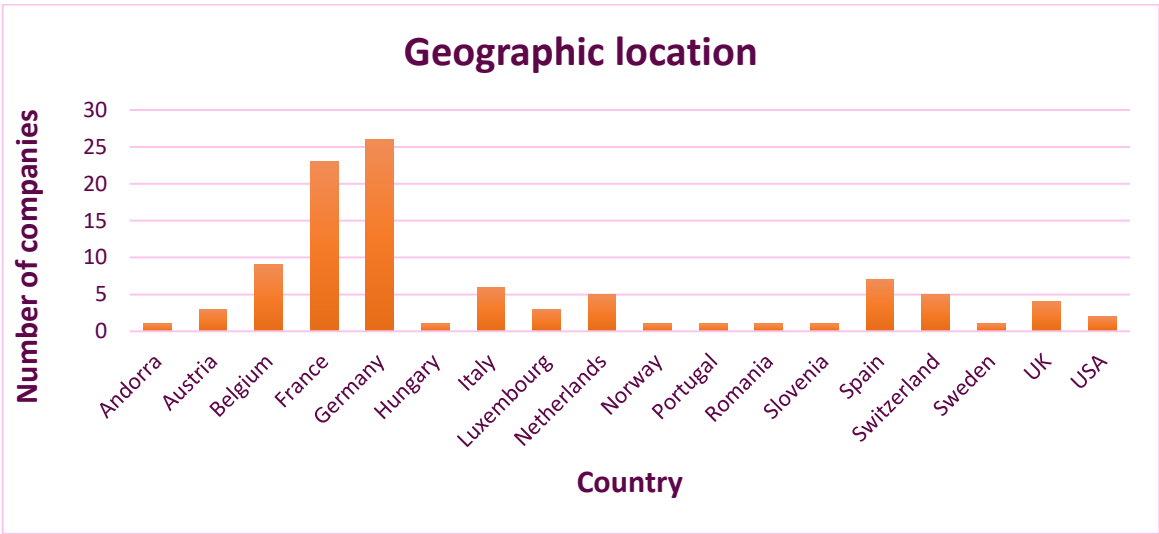 Geographic location
Number of companies
30
25
20
15
10
5
0
Andorra
Austria
Belgium
France
Germany
Hungary
Italy
Luxembourg
Netherlands
Norway
Portugal
Romania
Slovenia
Spain
Switzerland
Sweden
UK
USA
Country